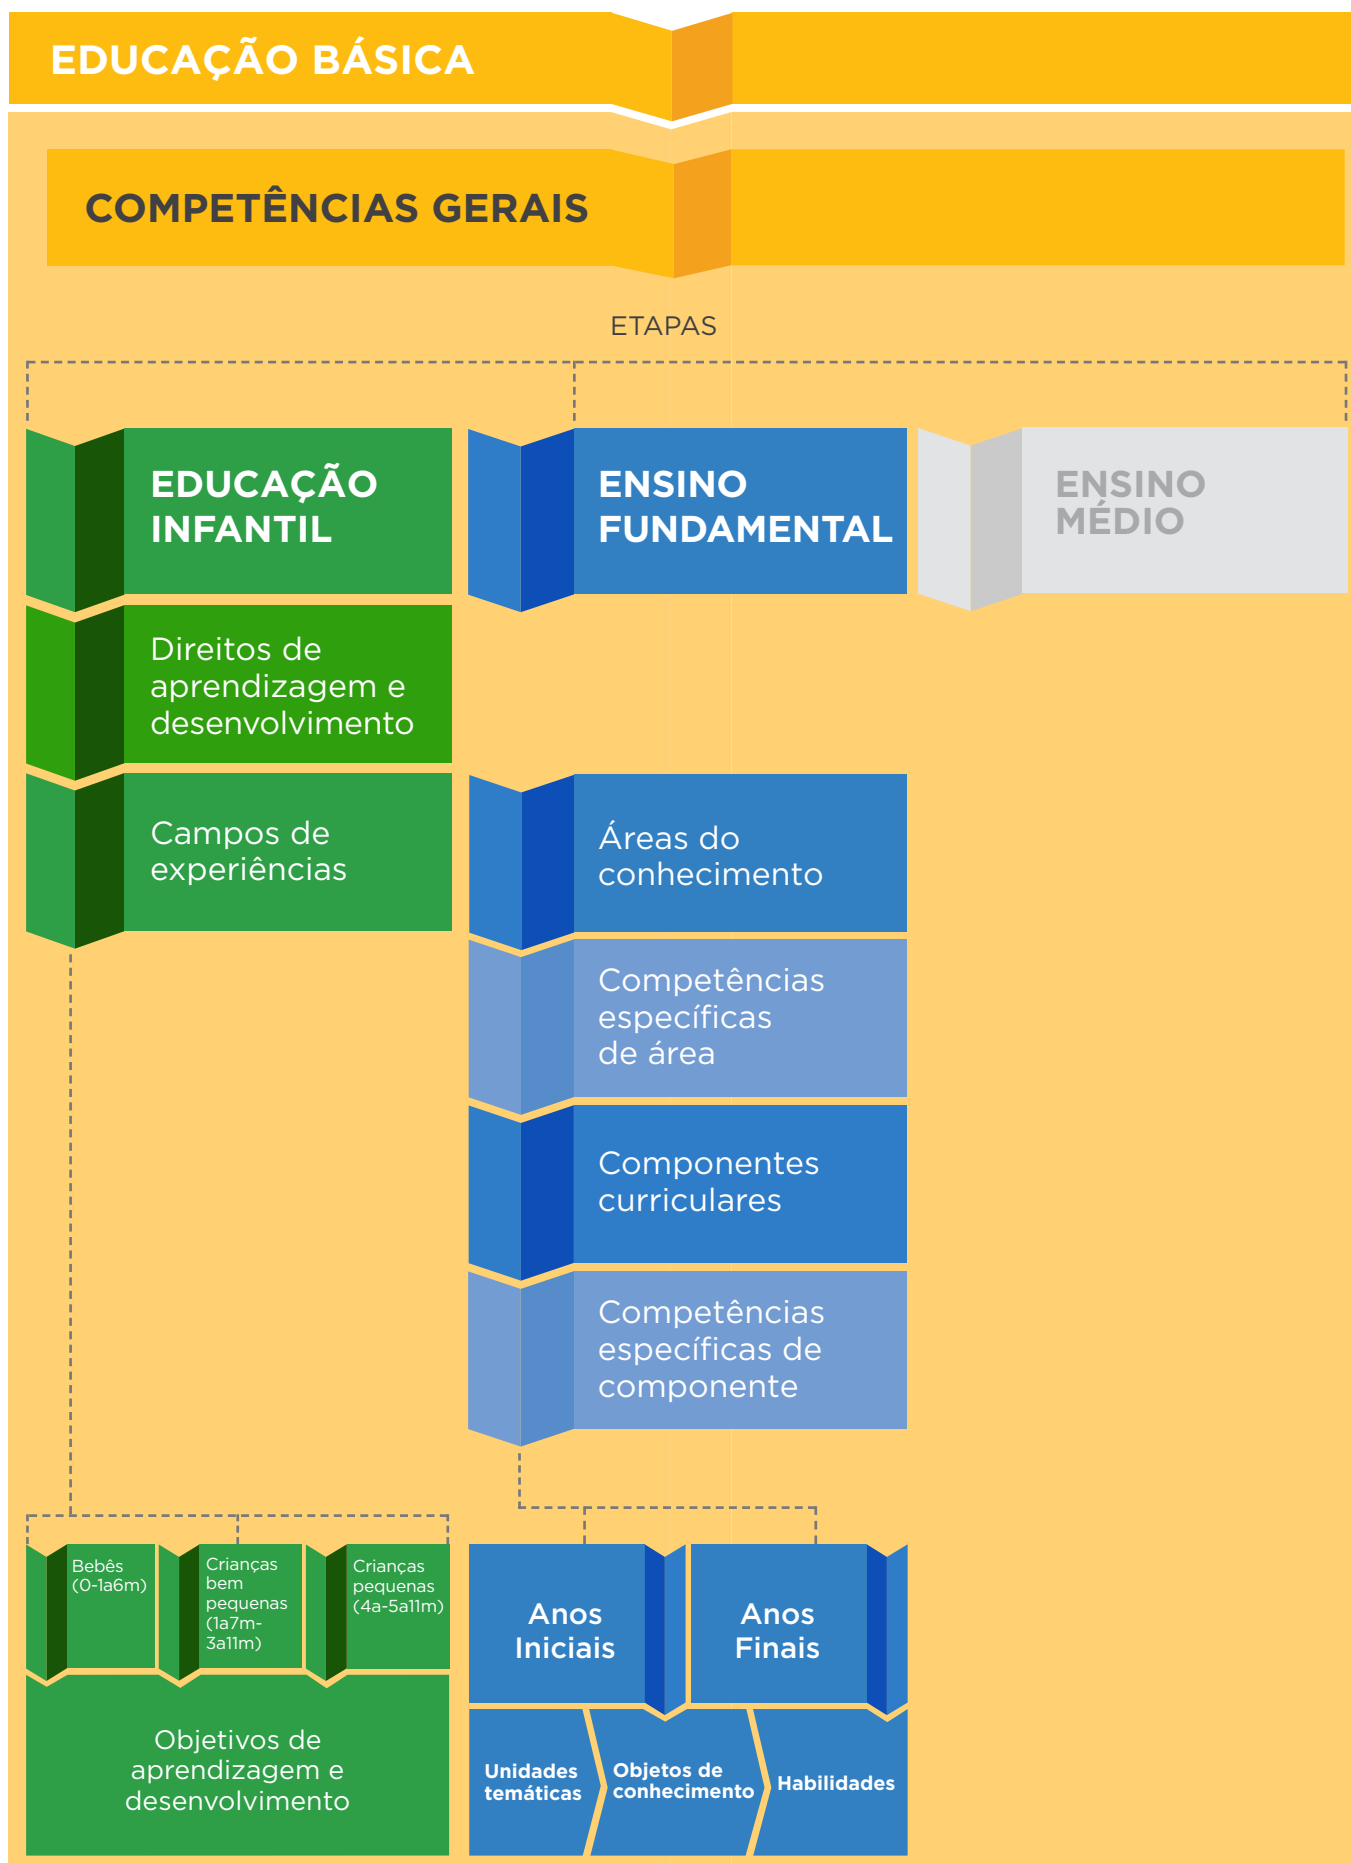 EDUCAÇÃO BÁSICA
COMPETÊNCIAS GERAIS
ETAPAS
EDUCAÇÃO
INFANTIL
Direitos de
aprendizagem e
desenvolvimento
Campos de
experiências
Bebês
(0-1a6m)
Crianças
bem
pequenas
(1a7m-
3a11m)
Crianças
pequenas
(4a-5a11m)
Objetivos de
aprendizagem e
desenvolvimento
ENSINO
FUNDAMENTAL
Áreas do
conhecimento
Competências
específicas
de área
Componentes
curriculares
Competências
específicas de
componente
Anos
Iniciais
Anos
Finais
Unidades
temáticas
Objetos de
conhecimento
Habilidades
ENSINO
MÉDIO